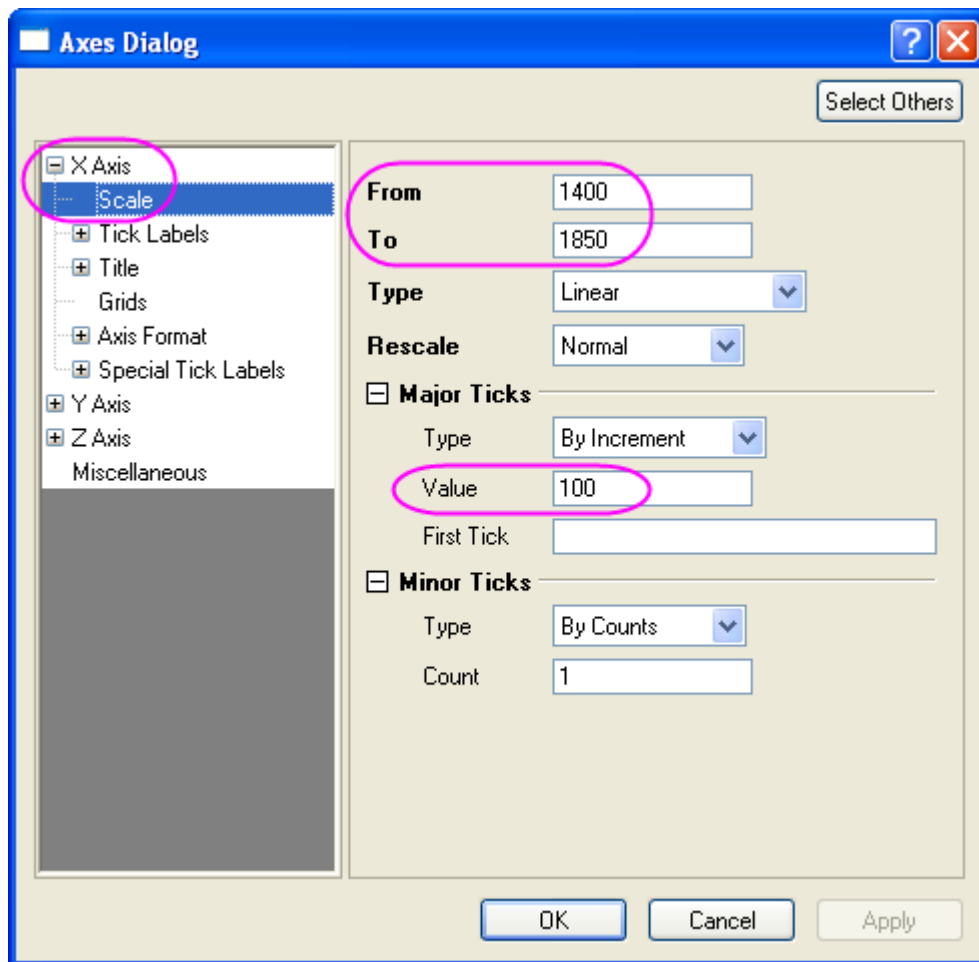 Axes Dialog
?
Select Others
X Axis
Scale
Tick Labels
Title
Grids
Axis Format
Special Tick Labels
Y Axis
Z Axis
Miscellaneous
From 1400
To 1850
Type Linear
Rescale Normal
Major Ticks
Type By Increment
Value 100
First Tick
Minor Ticks
Type By Counts
Count 1
OK Cancel Apply